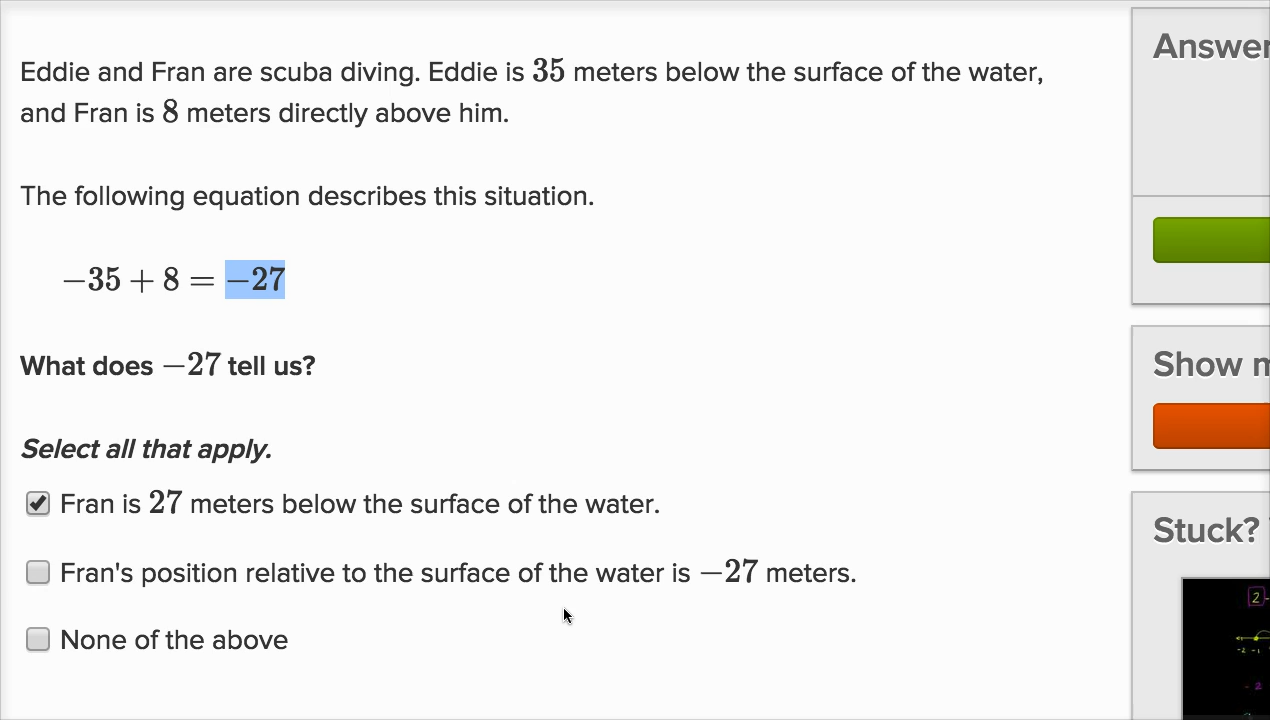 Eddie and Fran are scuba diving. Eddie is 35 meters below the surface of the water,
and Fran is 8 meters directly above him.
The following equation describes this situation.
−35 + 8 = −27
What does −27 tell us?
Select all that apply.
Fran is 27 meters below the surface of the water.
Fran's position relative to the surface of the water is −27 meters.
None of the above
Answer
Show m
Stuck?
2
-2 -1
- 2